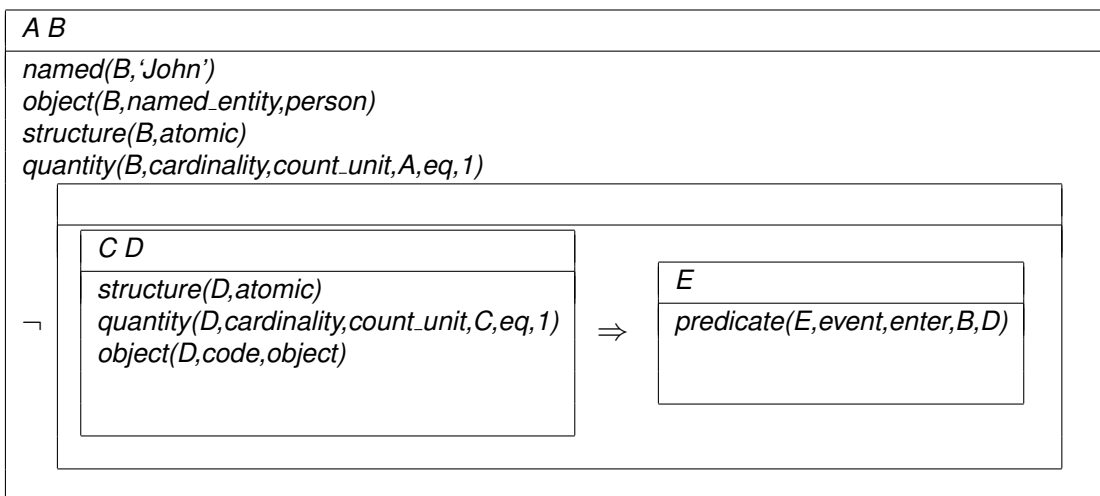 A B
named(B,‘John’)
object(B,named_entity,person)
structure(B,atomic)
quantity(B,cardinality,count_unit,A,eq,1)
C D
structure(D,atomic)
quantity(D,cardinality,count_unit,C,eq,1)
object(D,code,object)
¬
⇒
E
predicate(E,event,enter,B,D)